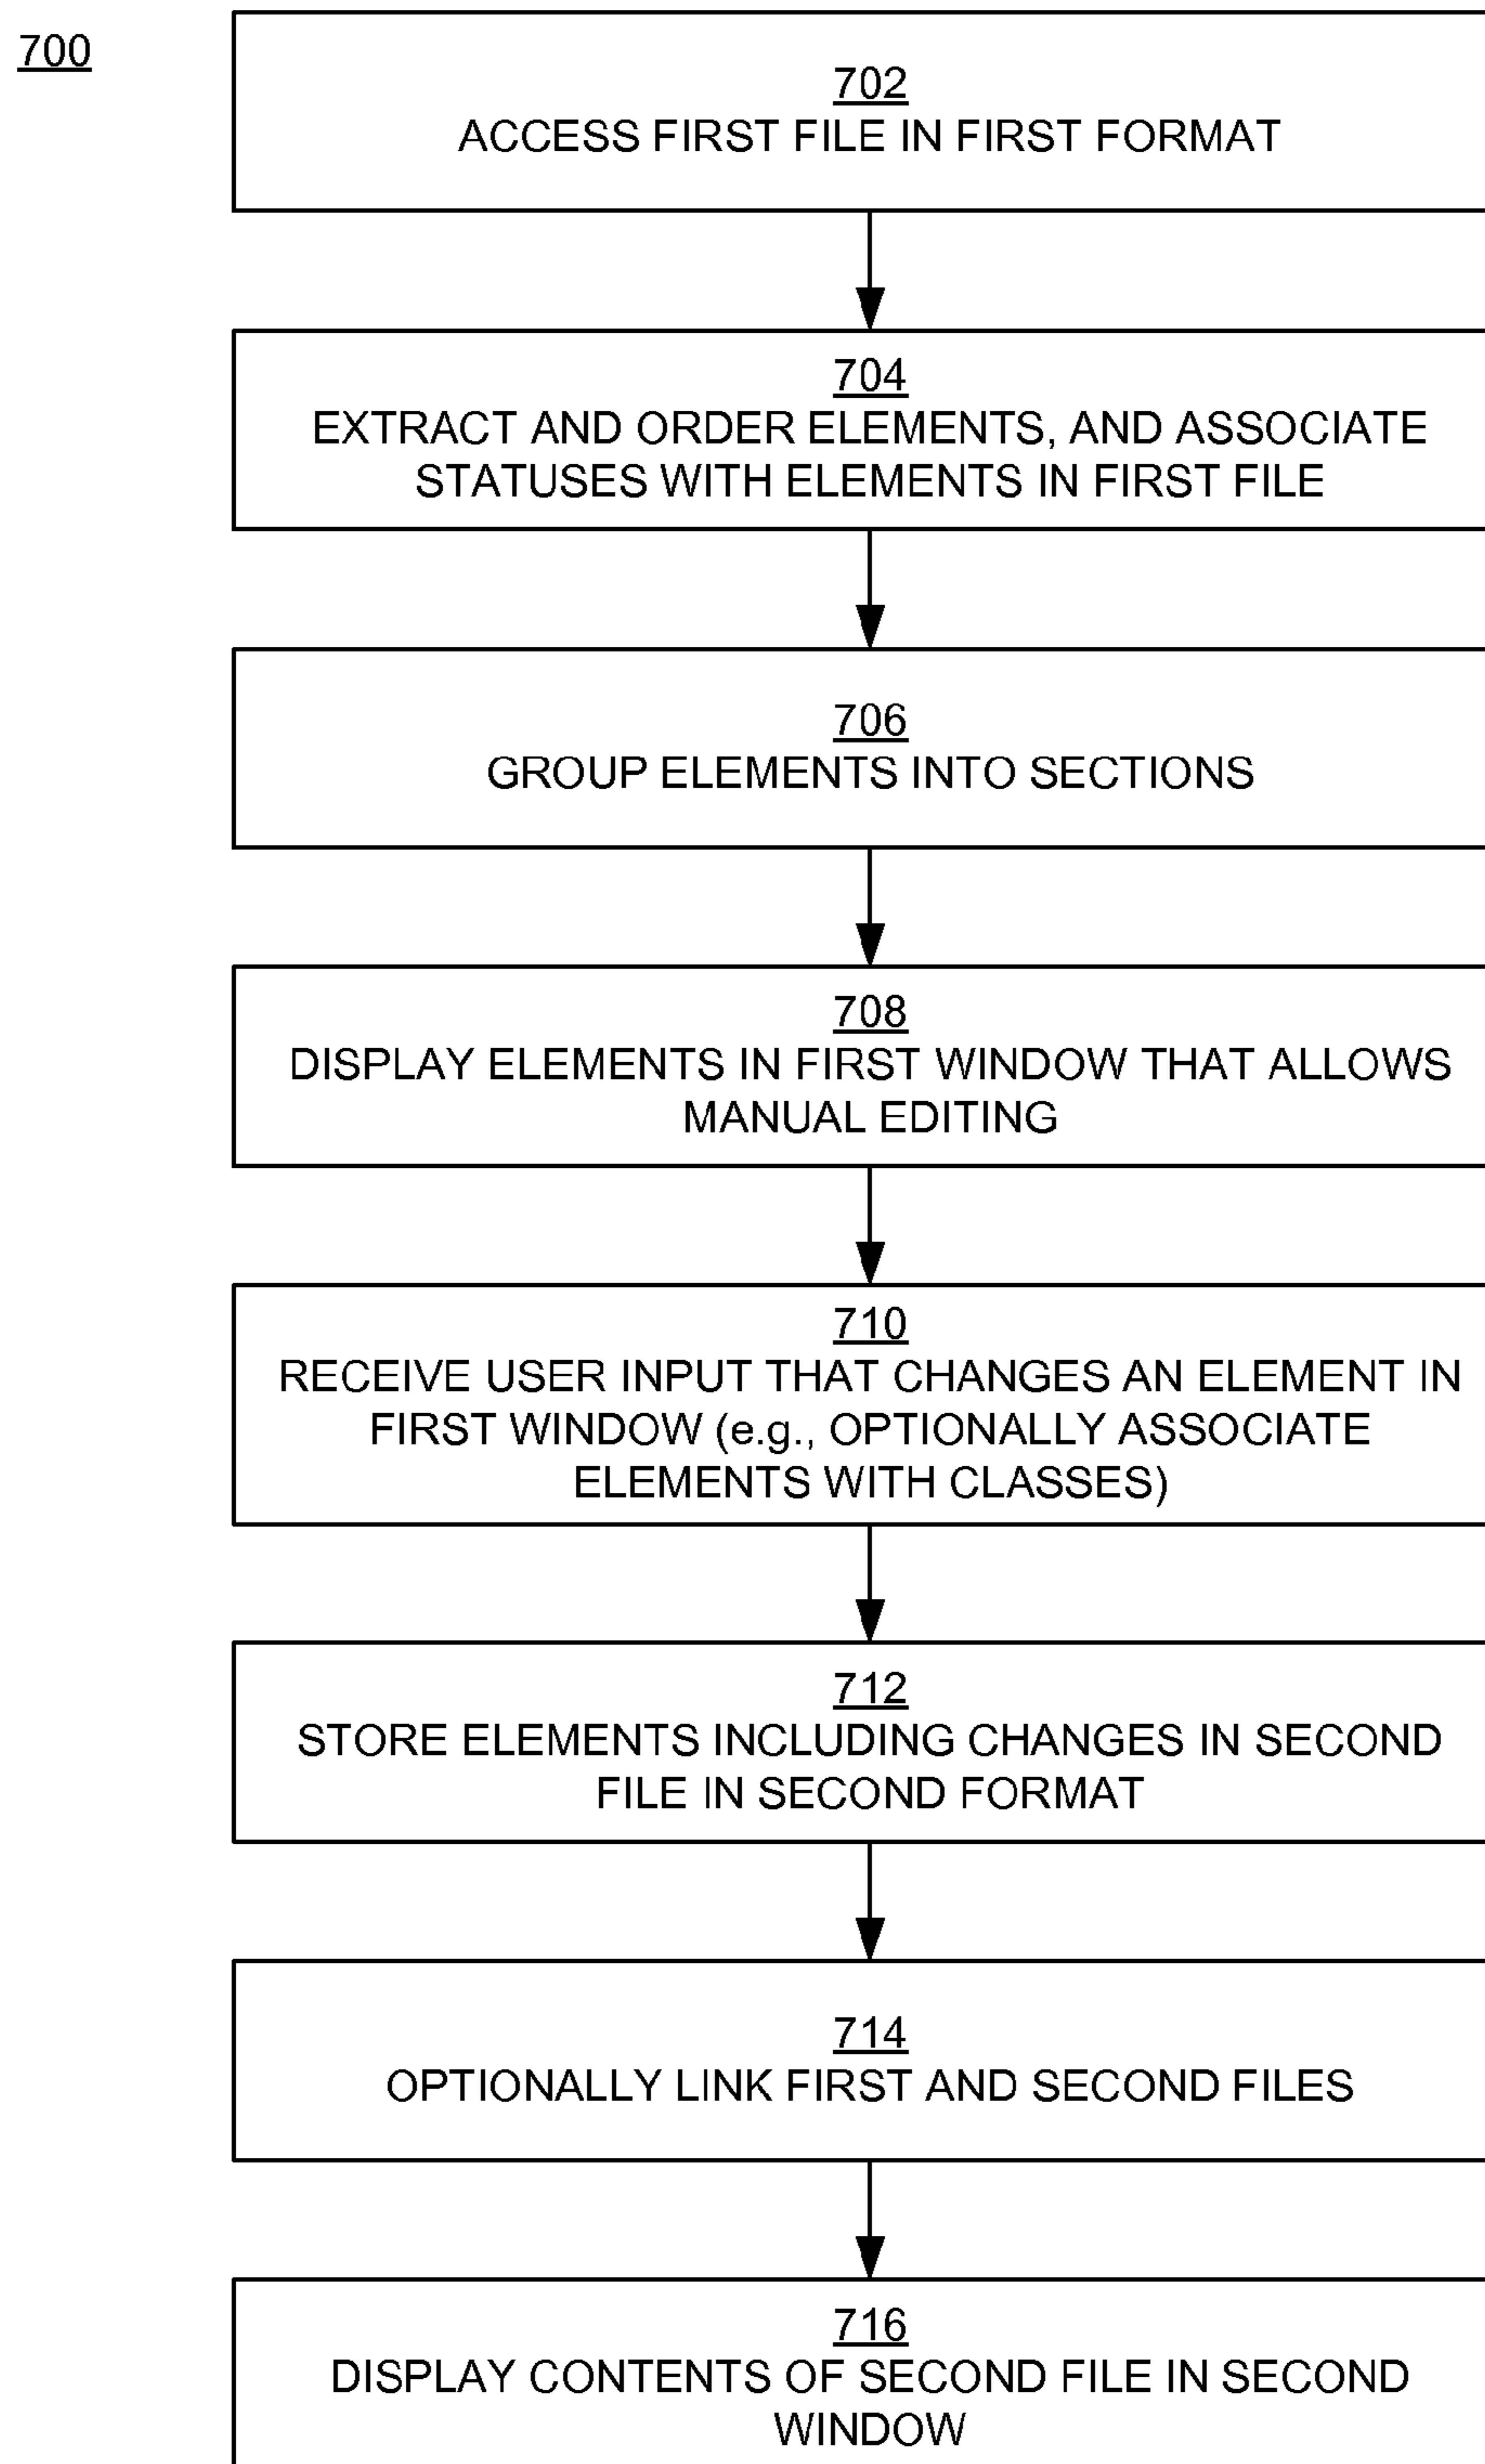 700
702
ACCESS FIRST FILE IN FIRST FORMAT
704
EXTRACT AND ORDER ELEMENTS, AND ASSOCIATE
STATUSES WITH ELEMENTS IN FIRST FILE
706
GROUP ELEMENTS INTO SECTIONS
708
DISPLAY ELEMENTS IN FIRST WINDOW THAT ALLOWS
MANUAL EDITING
710
RECEIVE USER INPUT THAT CHANGES AN ELEMENT IN
FIRST WINDOW (e.g., OPTIONALLY ASSOCIATE
ELEMENTS WITH CLASSES)
712
STORE ELEMENTS INCLUDING CHANGES IN SECOND
FILE IN SECOND FORMAT
714
OPTIONALLY LINK FIRST AND SECOND FILES
716
DISPLAY CONTENTS OF SECOND FILE IN SECOND
WINDOW